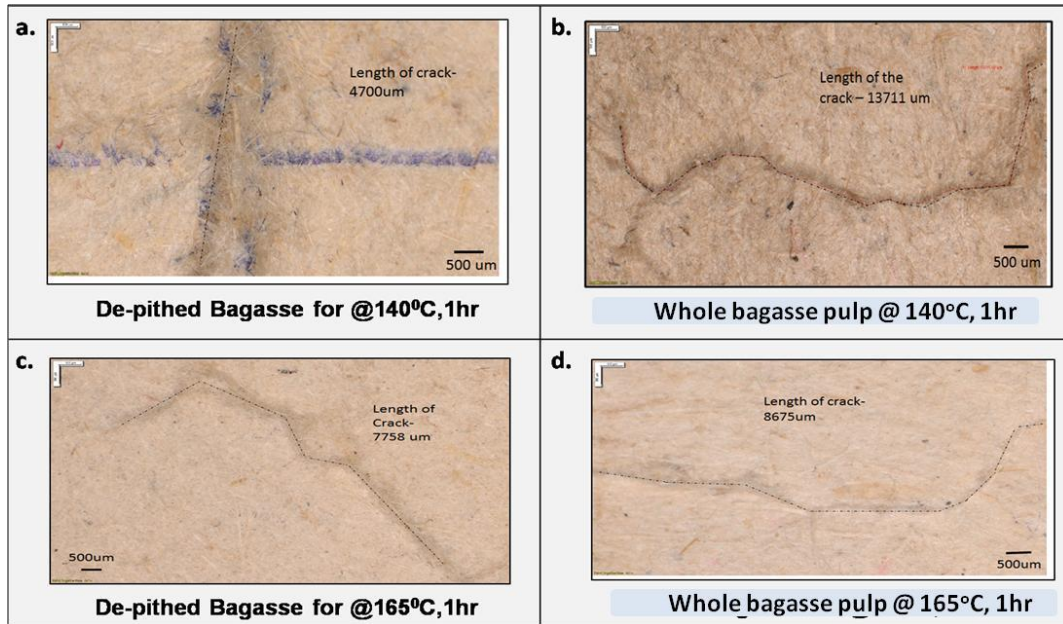 a.
Length of crack-
4700um
500 um
De-pithed Bagasse for @140⁰C,1hr
b.
Length of the
crack – 13711 um
500 um
Whole bagasse pulp @ 140°C, 1hr
c.
Length of
Crack-
7758 um
500um
De-pithed Bagasse for @165⁰C,1hr
d.
Length of crack-
8675um
500um
Whole bagasse pulp @ 165°C, 1hr